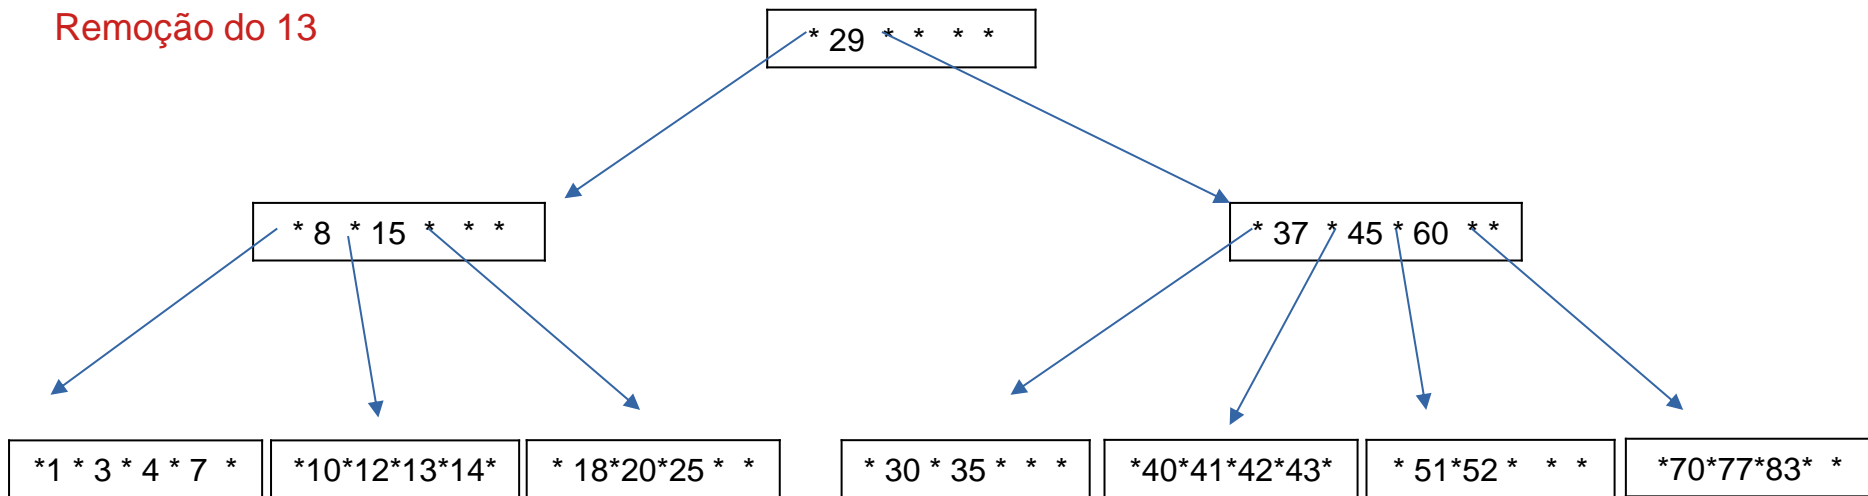 Remoção do 13
* 29 * * * *
* 8 * 15 * * *
* 37 * 45 * 60 * *
*1 * 3 * 4 * 7 *
*10*12*13*14*
* 18*20*25 * *
* 30 * 35 * * *
*40*41*42*43*
* 51*52 * * *
*70*77*83* *